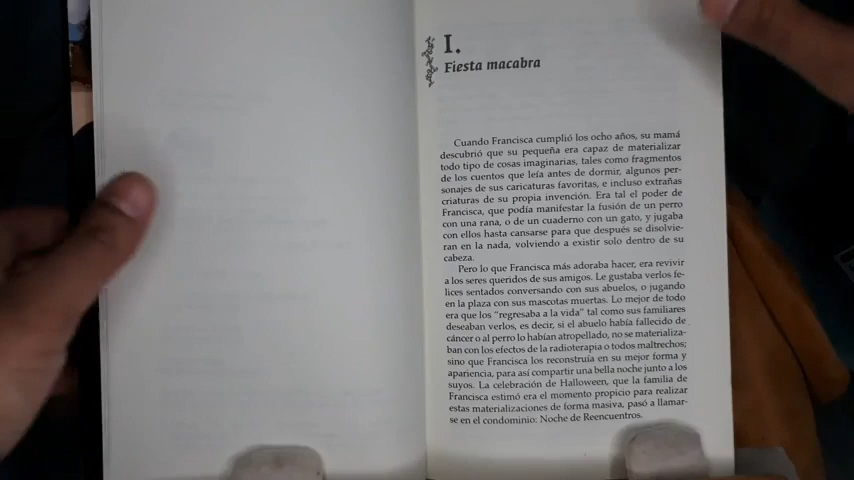 I.
Fiesta macabra
Cuando Francisca cumplió los ocho años, su mamá
descubrió que su pequeña era capaz de materializar
todo tipo de cosas imaginarias, tales como fragmentos
de los cuentos que leía antes de dormir, algunos per-
sonajes de sus caricaturas favoritas, e incluso extrañas
criaturas de su propia invención. Era tal el poder de
Francisca, que podía manifestar la fusión de un perro
con una rana, o de un cuaderno con un gato, y jugaba
con ellos hasta cansarse para que después se disolvie-
ran en la nada, volviendo a existir solo dentro de su
cabeza.
Pero lo que Francisca más adoraba hacer, era revivir
a los seres queridos de sus amigos. Le gustaba verlos fe-
lices sentados conversando con sus abuelos, o jugando
en la plaza con sus mascotas muertas. Lo mejor de todo
era que los "regresaba a la vida" tal como sus familiares
deseaban verlos, es decir, si el abuelo había fallecido de
cáncer o al perro lo habían atropellado, no se materializa-
ban con los efectos de la radioterapia o todos maltrechos;
sino que Francisca los reconstruía en su mejor forma y
apariencia, para así compartir una bella noche junto a los
suyos. La celebración de Halloween, que la familia de
Francisca estimó era el momento propicio para realizar
estas materializaciones de forma masiva, pasó a llamar-
se en el condominio: Noche de Reencuentros.